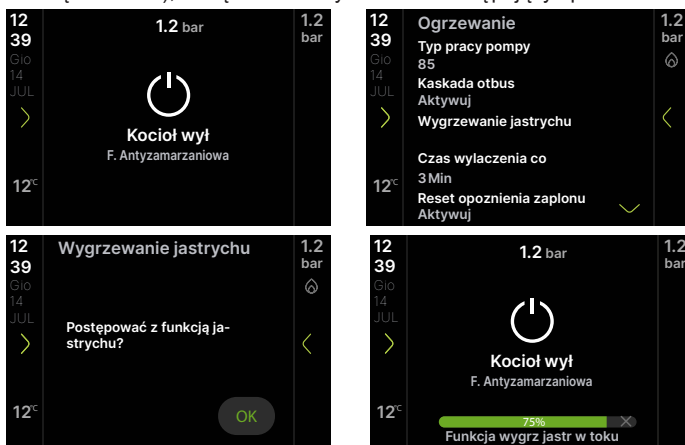 12
39
Gio
14
JUL
12°C
1.2 bar
Kocioł wył
F. Antyzamarzaniowa
1.2
bar
12
39
Gio
14
JUL
12°C
Ogrzewanie
Typ pracy pompy
85
Kaskada otbus
Aktywuj
Wygrzewanie jastrychu
Czas wylaczenia co
3 Min
Reset opoznienia zaplonu
Aktywuj
1.2
bar
12
39
Gio
14
JUL
12°C
Wygrzewanie jastrychu
Postępować z funkcją ja-
strychu?
OK
1.2
bar
12
39
Gio
14
JUL
12°C
1.2 bar
Kocioł wył
F. Antyzamarzaniowa
75%
Funkcja wygrz jastr w toku
1.2
bar